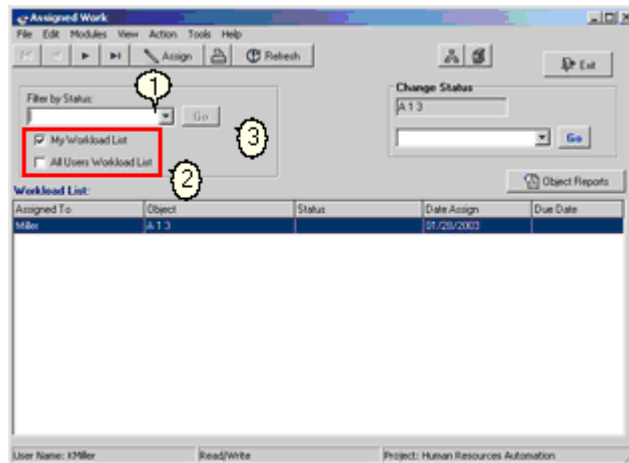 Assigned Work
File Edit Modules View Action Tools Help
Assign Refresh Exit
Filter by Status:
Go
My Workload List
All Users Workload List
1
2
3
Change Status
A 1 3
Go
Object Reports
Workload List:
Assigned To Object Status Date Assign Due Date
Miller A 1 3 01/28/2003
User Name: KMiller Read/Write Project: Human Resources Automation